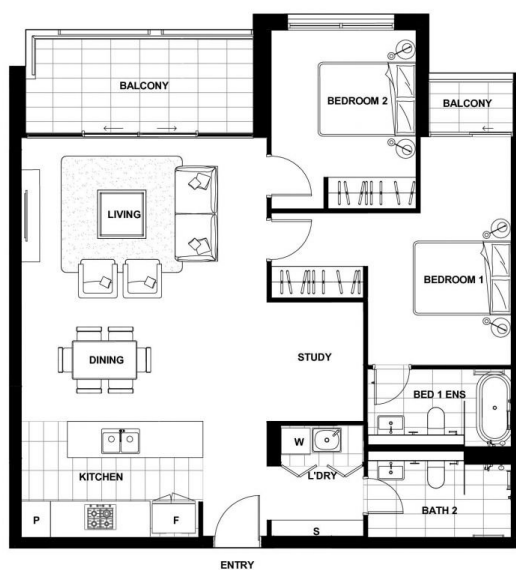 BALCONY
BEDROOM 2
BALCONY
LIVING
BEDROOM 1
DINING
STUDY
BED 1 ENS
W
KITCHEN
L'DRY
BATH 2
P
F
S
ENTRY